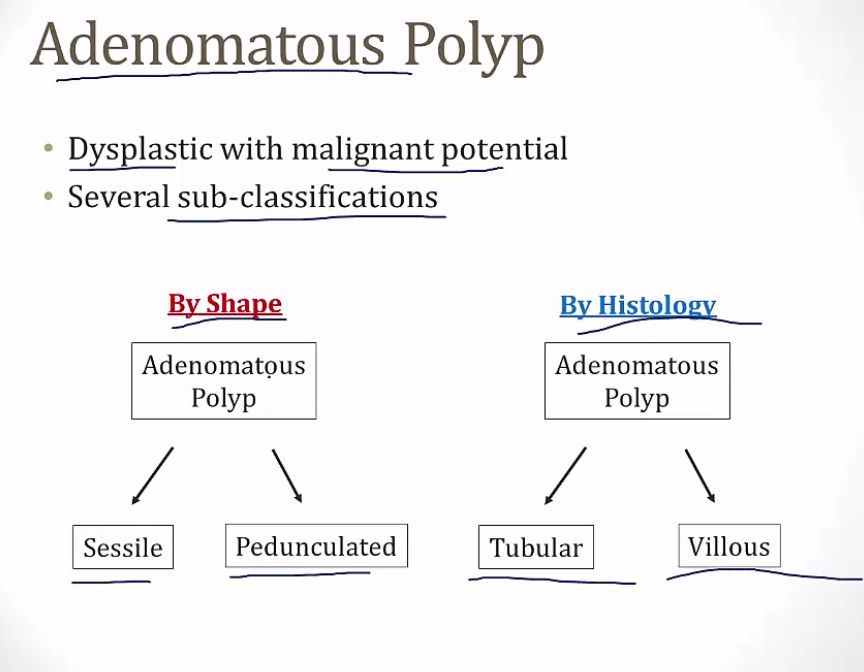 Adenomatous Polyp
• Dysplastic with malignant potential
• Several sub-classifications
By Shape
Adenomatous
Polyp
Sessile
Pedunculated
By Histology
Adenomatous
Polyp
Tubular
Villous